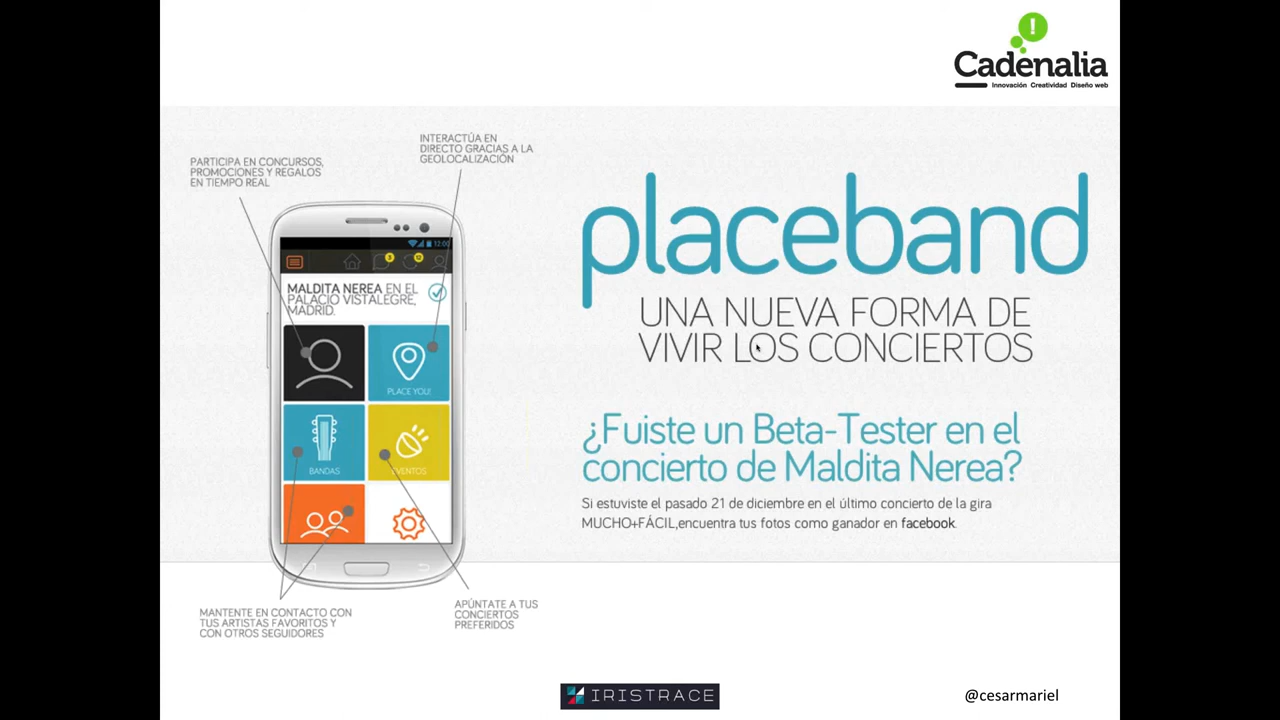 Cadenalia
Innovación Creatividad Diseño web
INTERACTÚA EN
DIRECTO GRACIAS A LA
GEOLOCALIZACIÓN
PARTICIPA EN CONCURSOS,
PROMOCIONES Y REGALOS
EN TIEMPO REAL
placeband
UNA NUEVA FORMA DE
VIVIR LOS CONCIERTOS
12:00
3
12
MALDITA NEREA EN EL
PALACIO VISTALEGRE,
MADRID.
PLACE YOU!
BANDAS
EVENTOS
¿Fuiste un Beta-Tester en el
concierto de Maldita Nerea?
Si estuviste el pasado 21 de diciembre en el último concierto de la gira
MUCHO+FÁCIL,encuentra tus fotos como ganador en facebook.
MANTENTE EN CONTACTO CON
TUS ARTISTAS FAVORITOS Y
CON OTROS SEGUIDORES
APÚNTATE A TUS
CONCIERTOS
PREFERIDOS
IRISTRACE
@cesarmariel